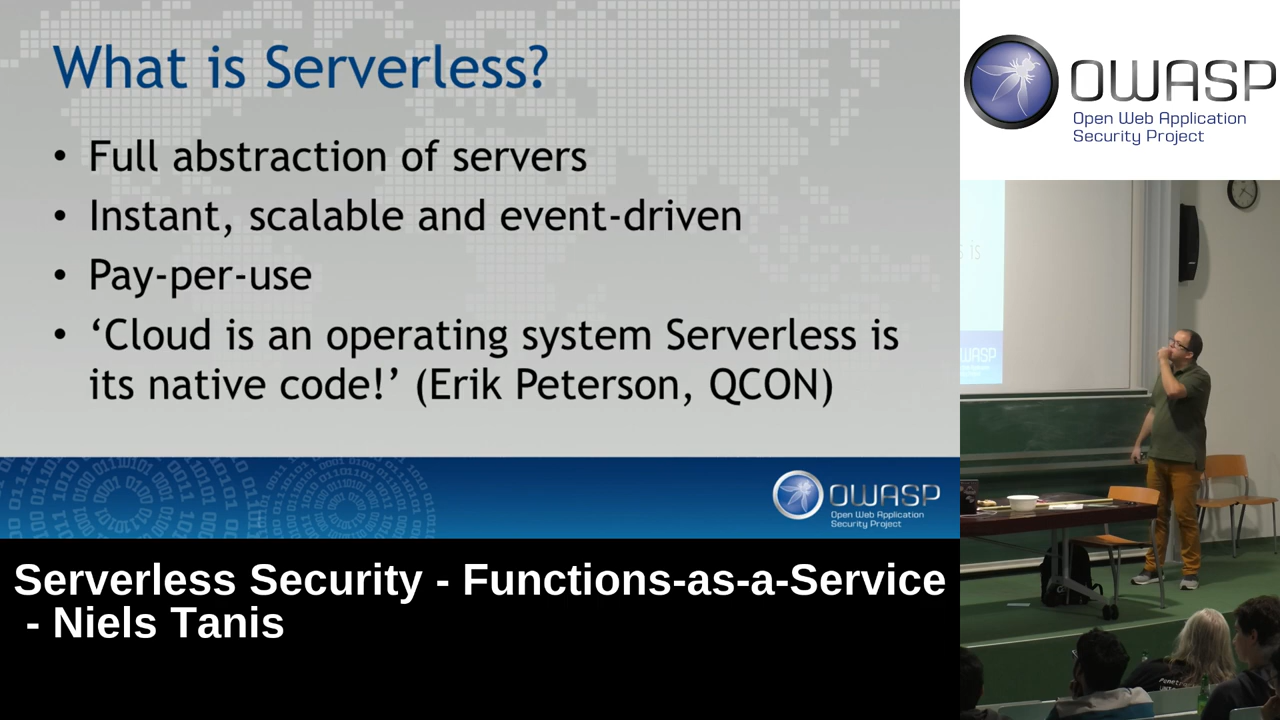 What is Serverless?
• Full abstraction of servers
• Instant, scalable and event-driven
• Pay-per-use
• ‘Cloud is an operating system Serverless is
its native code!’ (Erik Peterson, QCON)
OWASP
Open Web Application
Security Project
Serverless Security - Functions-as-a-Service
- Niels Tanis
OWASP
Open Web Application
Security Project
is
WASP